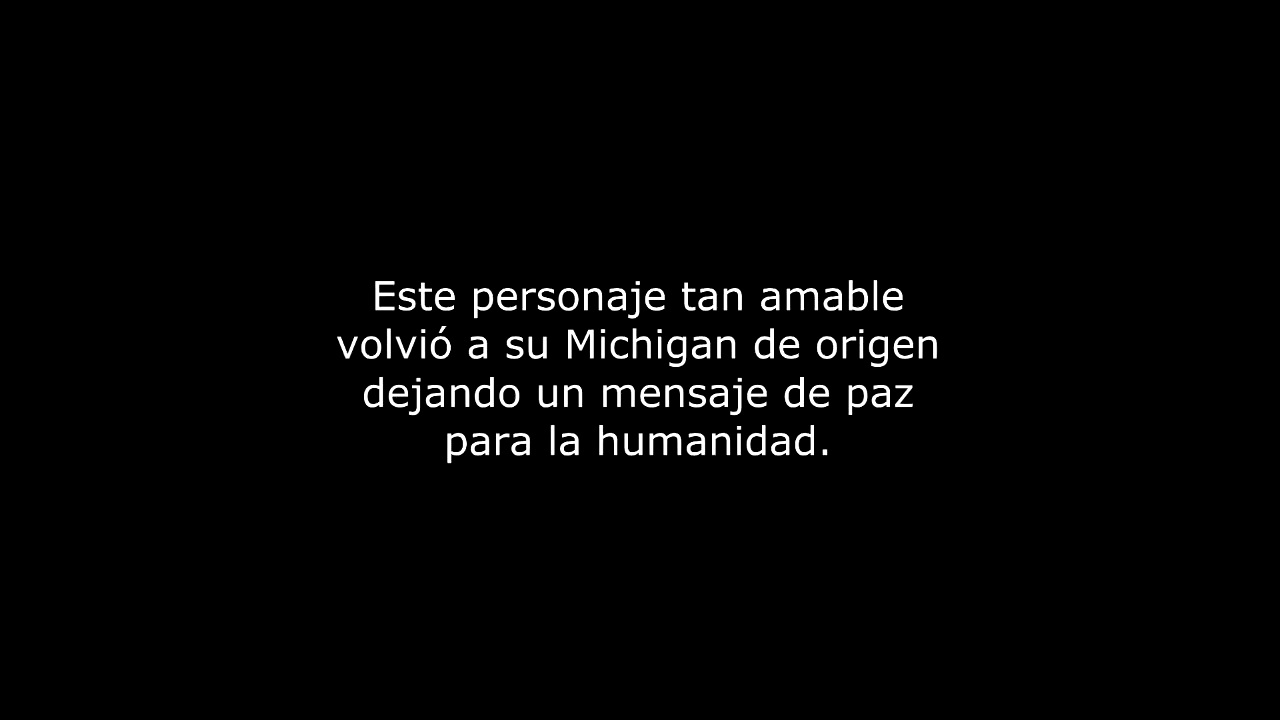 Este personaje tan amable
volvió a su Michigan de origen
dejando un mensaje de paz
para la humanidad.